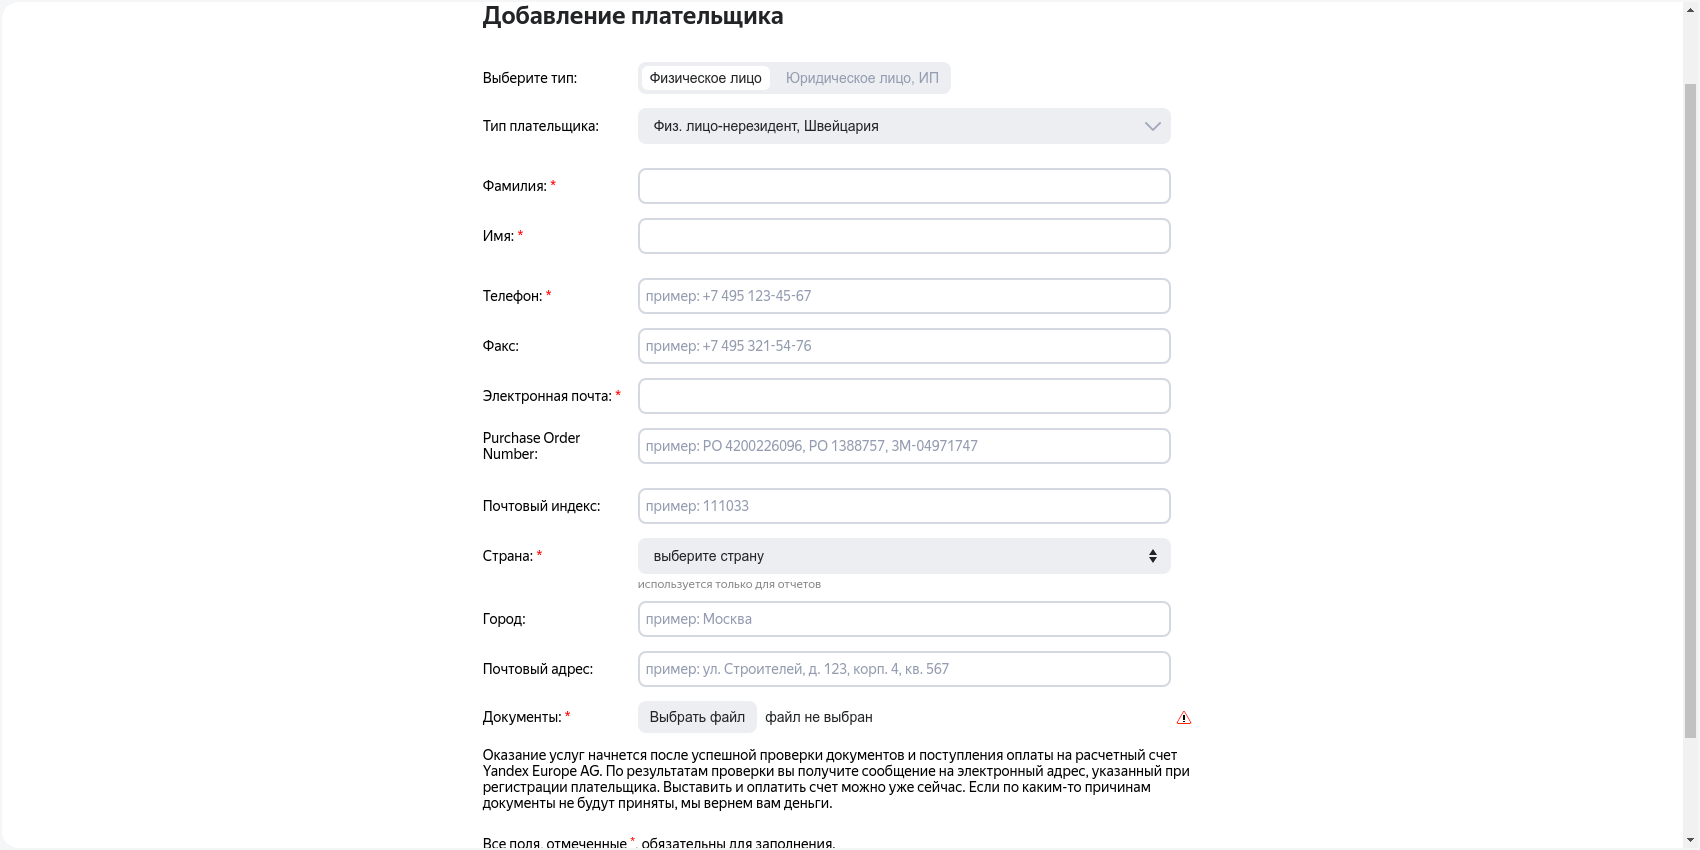 Добавление плательщика
Выберите тип: Физическое лицо Юридическое лицо, ИП
Тип плательщика: Физ. лицо-нерезидент, Швейцария
Фамилия: *
Имя: *
Телефон: * пример: +7 495 123-45-67
Факс: пример: +7 495 321-54-76
Электронная почта: *
Purchase Order
Number:
пример: PO 4200226096, PO 1388757, 3M-04971747
Почтовый индекс: пример: 111033
Страна: * выберите страну
используется только для отчетов
Город: пример: Москва
Почтовый адрес: пример: ул. Строителей, д. 123, корп. 4, кв. 567
Документы: * Выбрать файл файл не выбран
Оказание услуг начнется после успешной проверки документов и поступления оплаты на расчетный счет
Yandex Europe AG. По результатам проверки вы получите сообщение на электронный адрес, указанный при
регистрации плательщика. Выставить и оплатить счет можно уже сейчас. Если по каким-то причинам
документы не будут приняты, мы вернем вам деньги.
Все поля, отмеченные *, обязательны для заполнения.